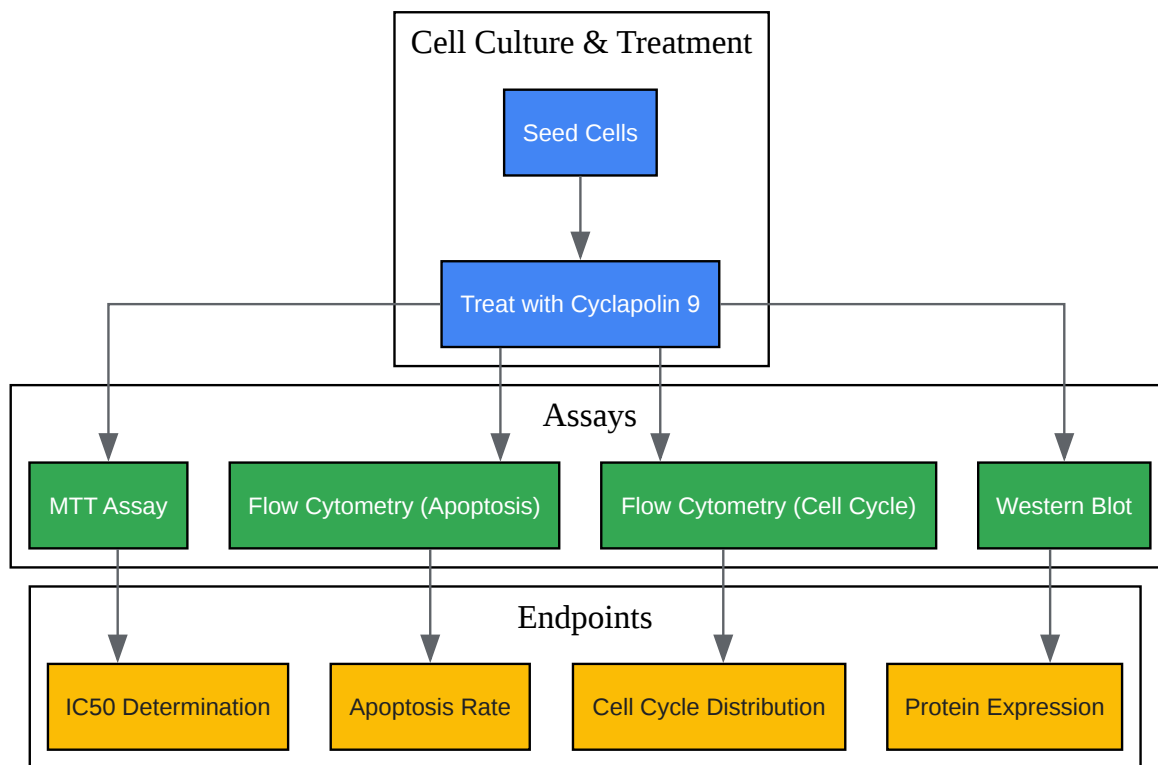 Cell Culture & Treatment
Seed Cells
Treat with Cyclapolin 9
Assays
MTT Assay
Flow Cytometry (Apoptosis)
Flow Cytometry (Cell Cycle)
Western Blot
Endpoints
IC50 Determination
Apoptosis Rate
Cell Cycle Distribution
Protein Expression